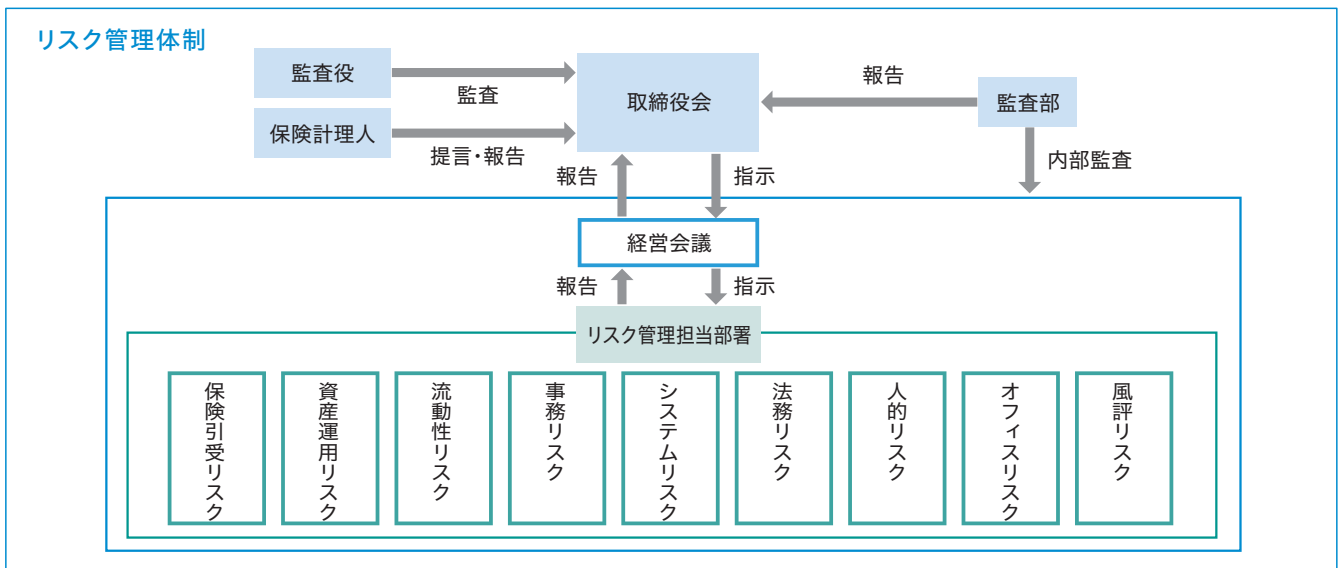 リスク管理体制
監査役
監査
保険計理人
提言・報告
取締役会
報告
監査部
内部監査
報告
指示
経営会議
報告
指示
リスク管理担当部署
保険引受リスク
資産運用リスク
流動性リスク
事務リスク
システムリスク
法務リスク
人的リスク
オフィスリスク
風評リスク